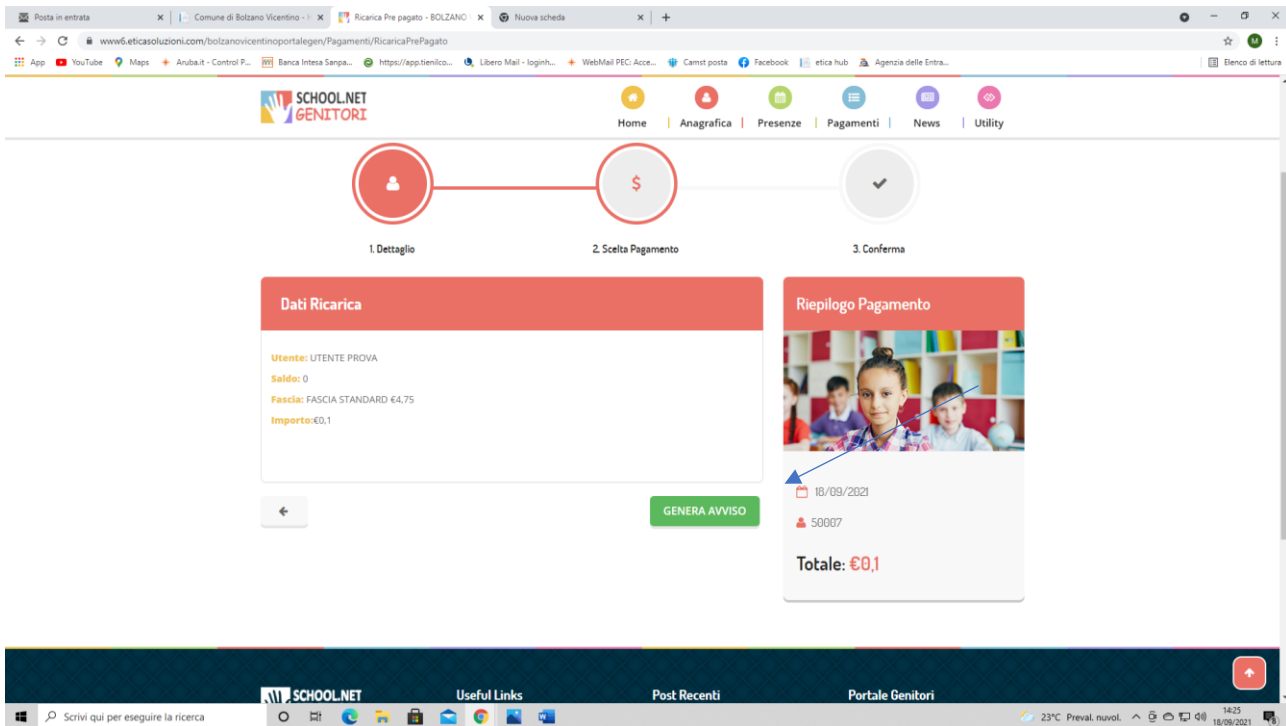 Posta in entrata
Comune di Bolzano Vicentino -
Ricarica Pre pagato - BOLZANO
Nuova scheda
www6.eticasoluzioni.com/bolzanovicentinoportalegen/Pagamenti/RicaricaPrePagato
M
App YouTube Maps Aruba.it - Control P... Banca Intesa Sanpa... https://app.tienilco... Libero Mail - loginh... WebMail PEC: Acce... Camst posta Facebook etica hub Agenzia delle Entra... Elenco di lettura
SCHOOL.NET
GENITORI
Home | Anagrafica | Presenze | Pagamenti | News | Utility
$
1. Dettaglio
2. Scelta Pagamento
3. Conferma
Dati Ricarica
Utente: UTENTE PROVA
Saldo: 0
Fascia: FASCIA STANDARD €4,75
Importo:€0,1
GENERA AVVISO
Riepilogo Pagamento
18/09/2021
50007
Totale: €0,1
SCHOOL.NET
Useful Links
Post Recenti
Portale Genitori
Scrivi qui per eseguire la ricerca
23°C Preval. nuvol.
14:25
18/09/2021